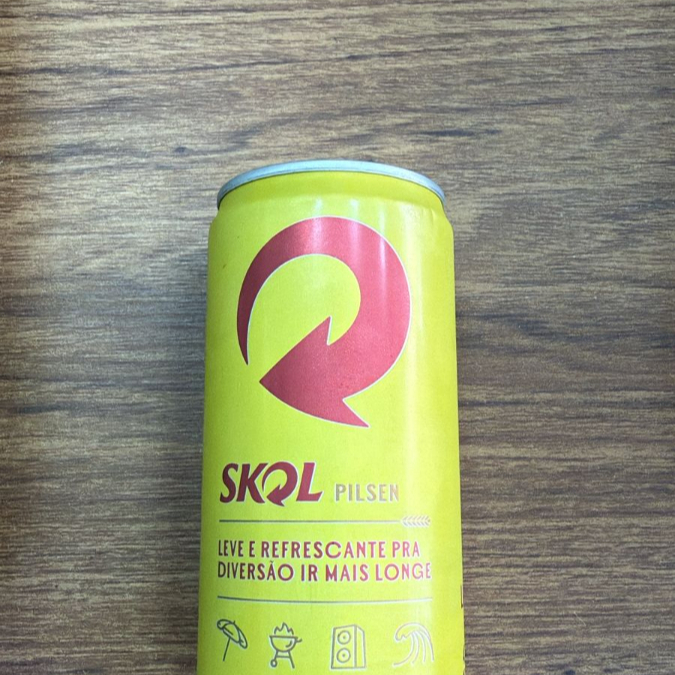 SKOL PILSEN
LEVE E REFRESCANTE PRA
DIVERSÃO IR MAIS LONGE